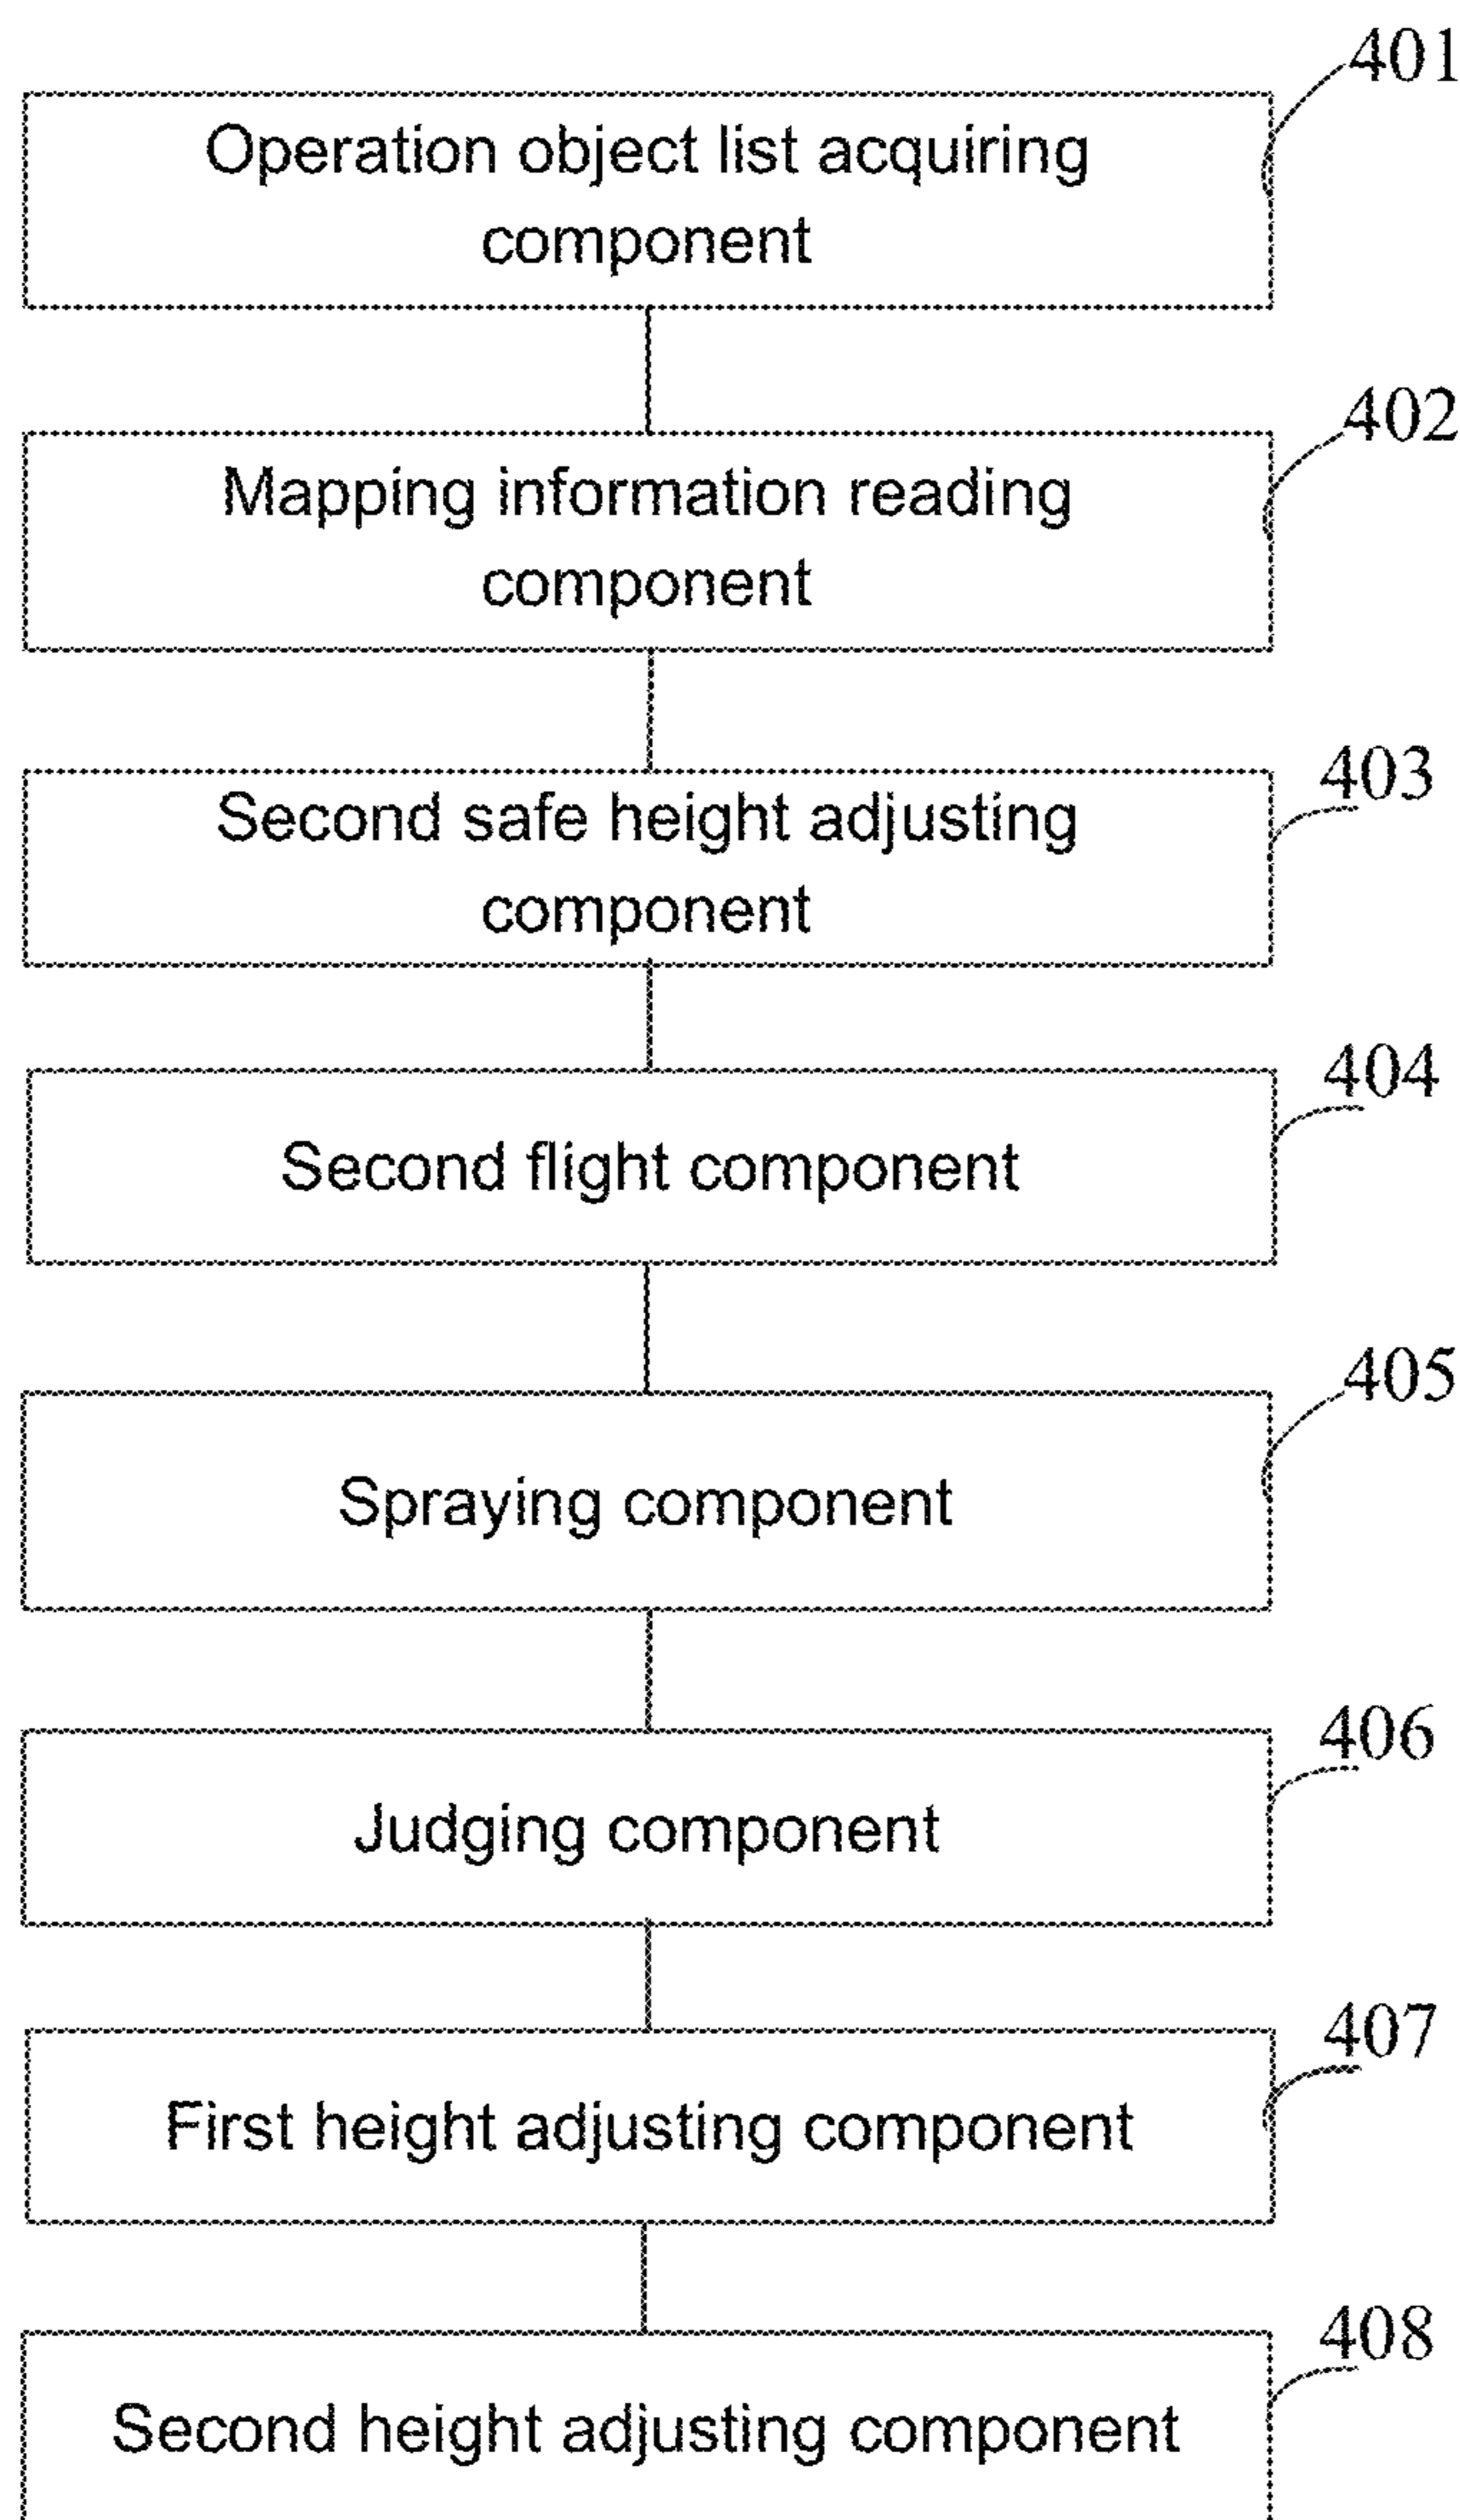 401
Operation object list acquiring
component
402
Mapping information reading
component
403
Second safe height adjusting
component
404
Second flight component
405
Spraying component
406
Judging component
407
First height adjusting component
408
Second height adjusting component